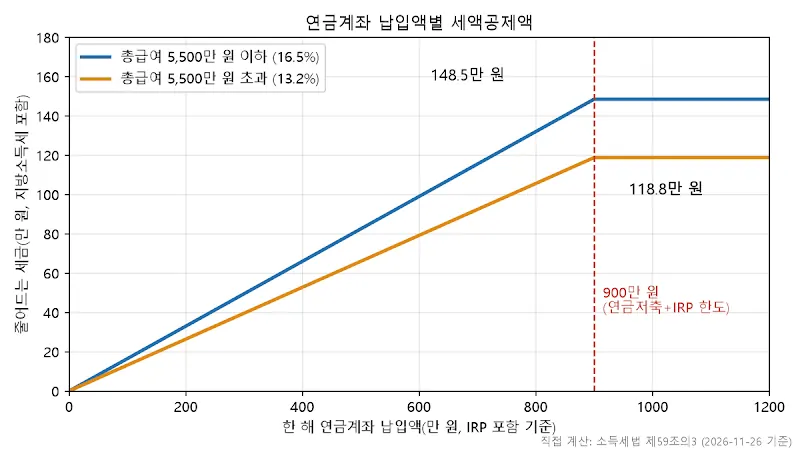 연금계좌 납입액별 세액공제액
총급여 5,500만 원 이하 (16.5%)
총급여 5,500만 원 초과 (13.2%)
148.5만 원
118.8만 원
900만 원
(연금저축+IRP 한도)
줄어드는 세금(만 원, 지방소득세 포함)
180
160
140
120
100
80
60
40
20
0
0 200 400 600 800 1000 1200
한 해 연금계좌 납입액(만 원, IRP 포함 기준)
직접 계산: 소득세법 제59조의3 (2026-11-26 기준)